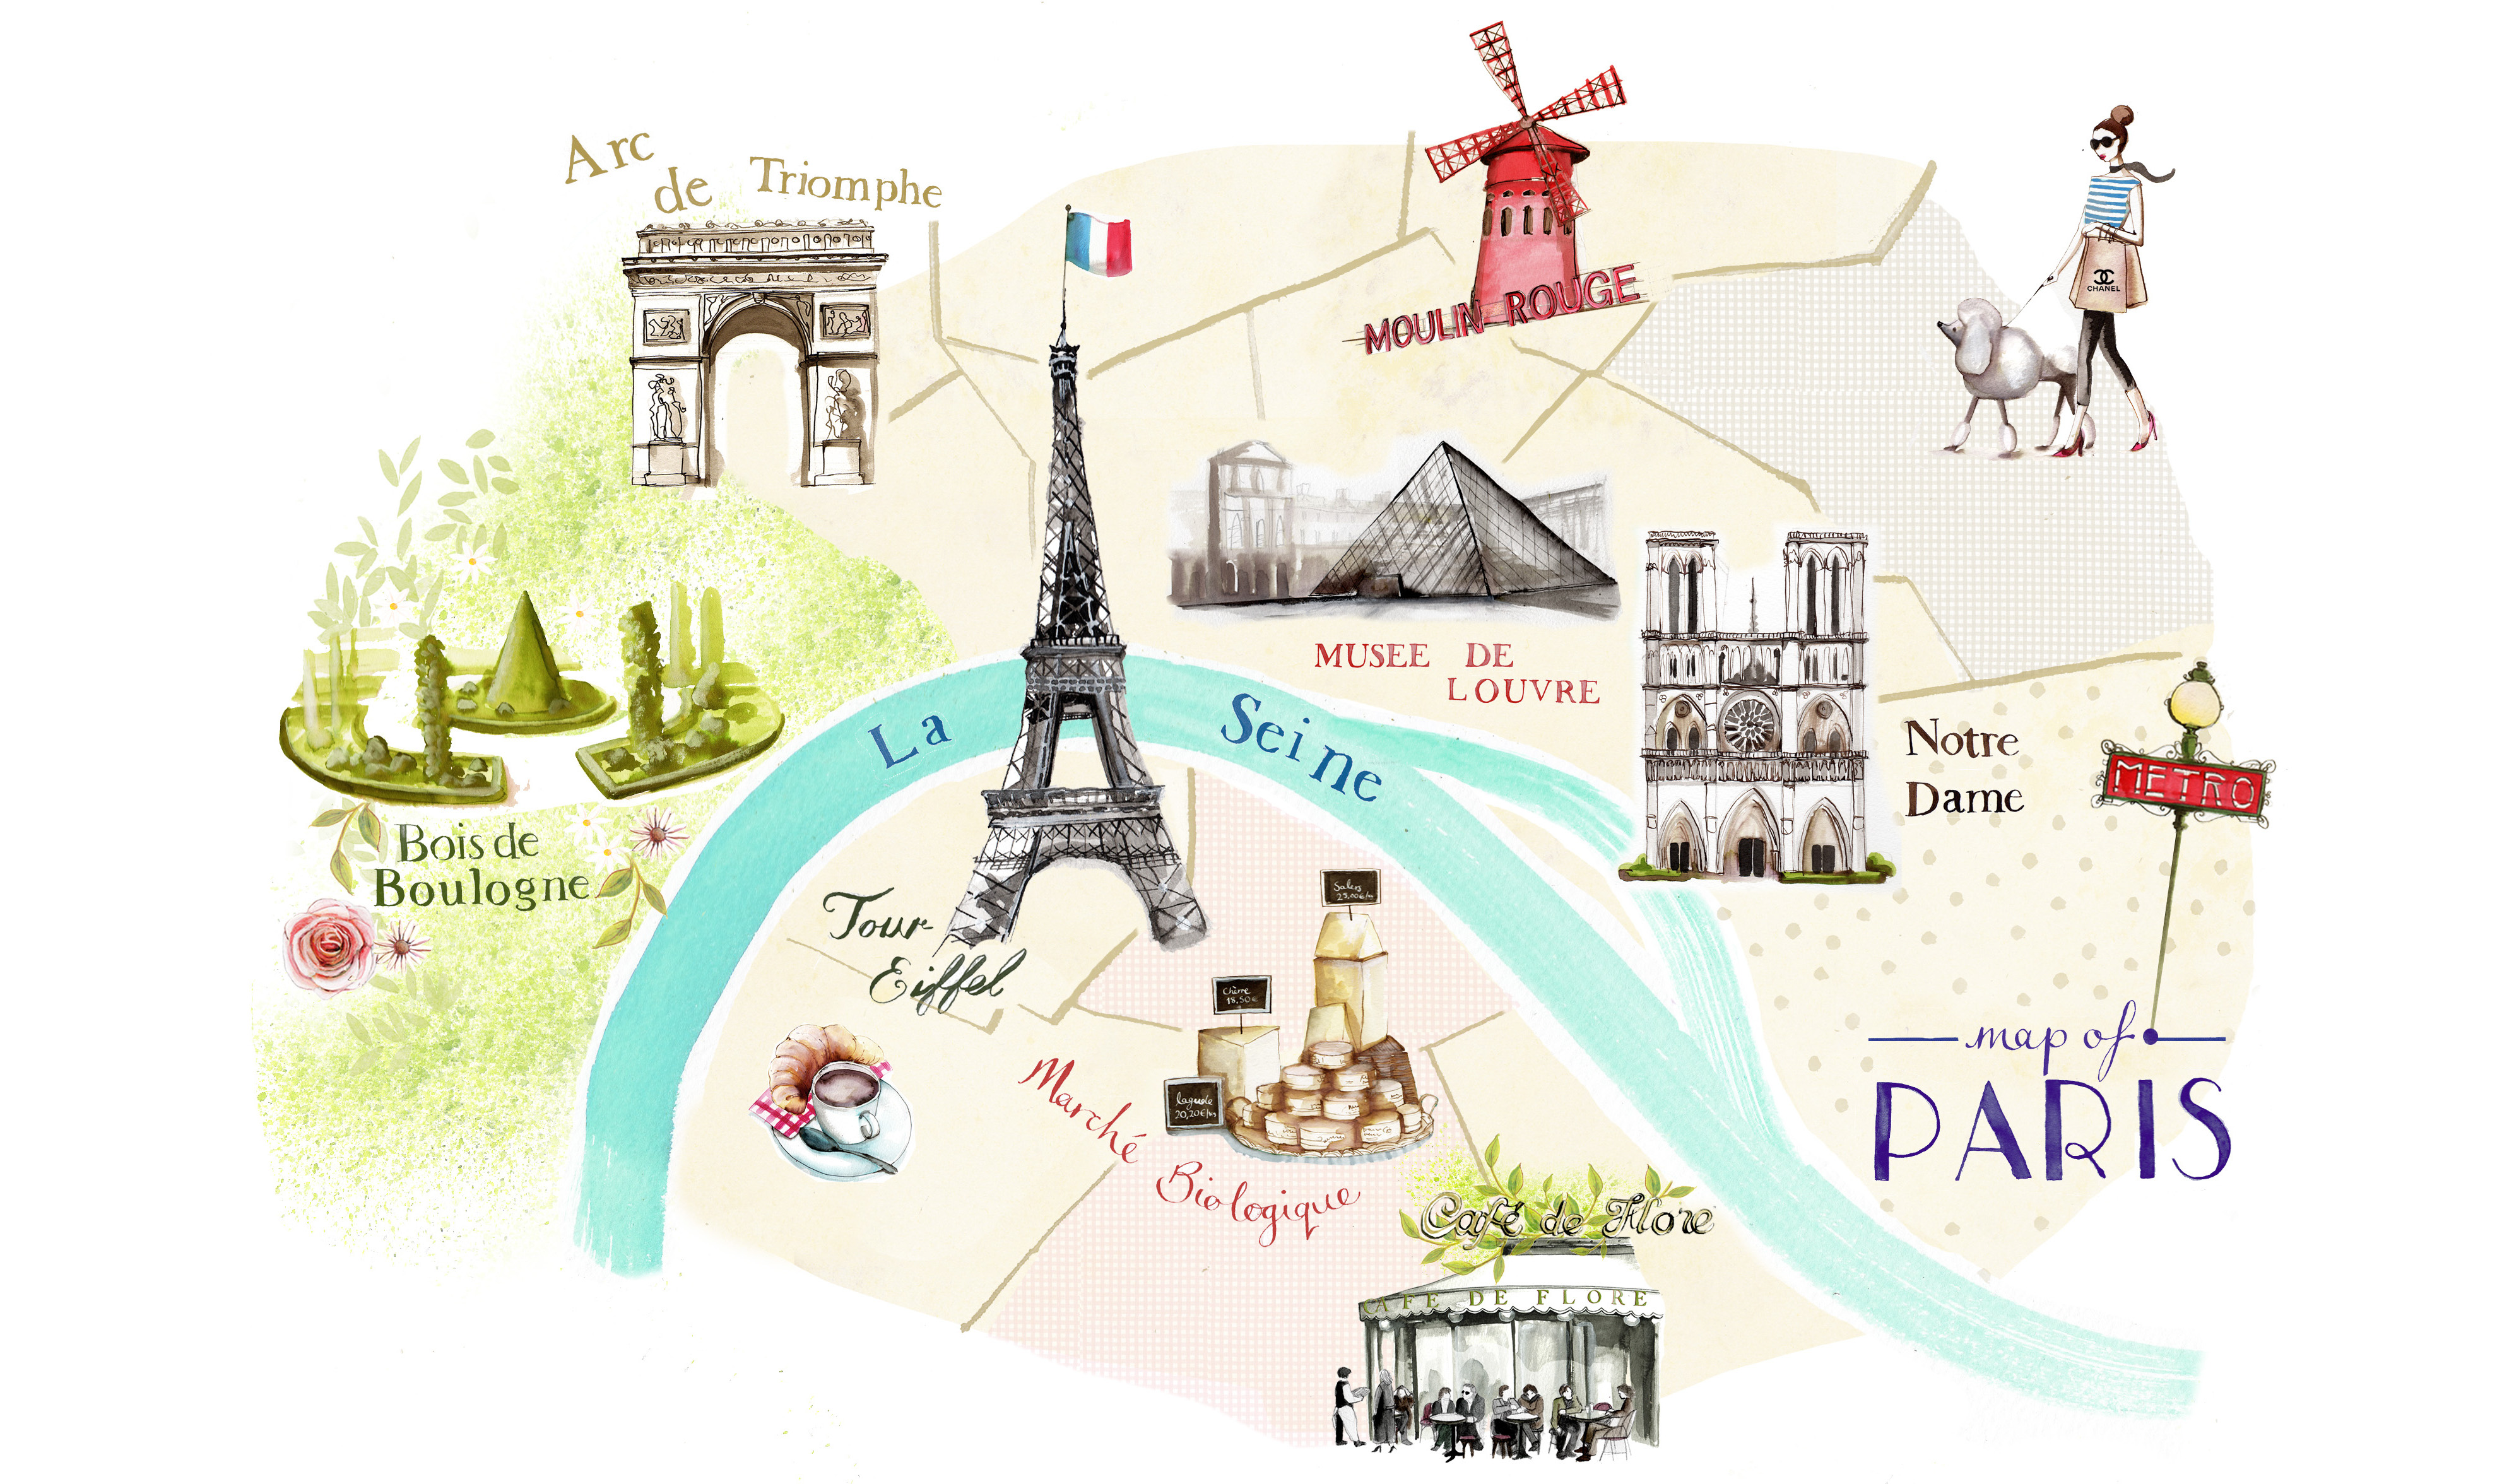 Arc
de Triomphe
MOULIN ROUGE
CHANEL
MUSEE DE
LOUVRE
La Seine
Notre
Dame
METRO
Bois de
Boulogne
Tour
Eiffel
Salers
25,00€/
Chèvre
18,50€
laguiole
20,20€/
Marché
Biologique
map of
PARIS
Café de Flore
CAFE DE FLORE